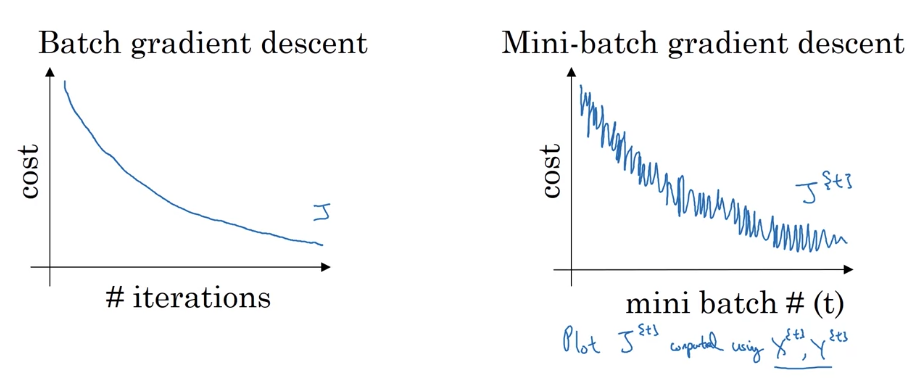 Batch gradient descent
cost
J
# iterations
Mini-batch gradient descent
cost
J{t}
mini batch # (t)
Plot J{t} computed using X{t}, Y{t}